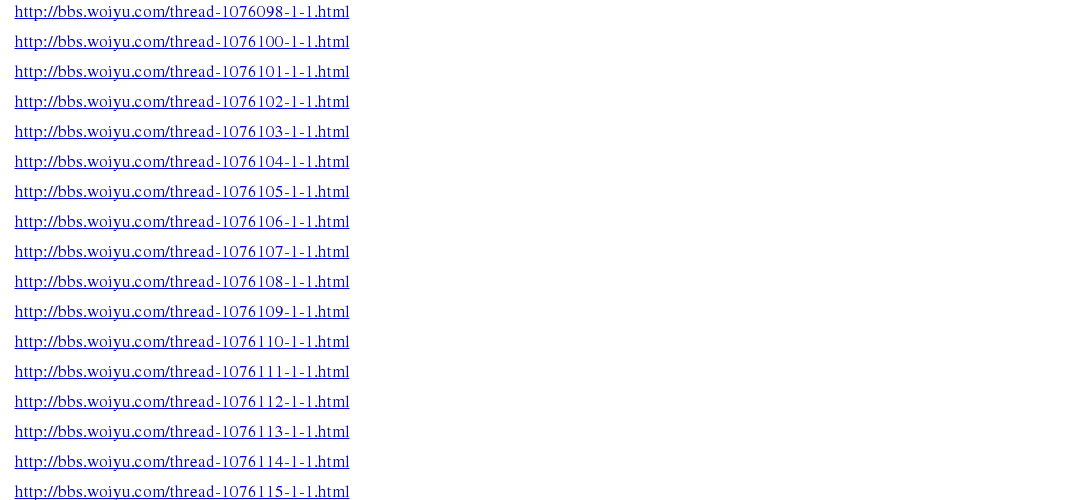 http://bbs.woiyu.com/thread-1076098-1-1.html
http://bbs.woiyu.com/thread-1076100-1-1.html
http://bbs.woiyu.com/thread-1076101-1-1.html
http://bbs.woiyu.com/thread-1076102-1-1.html
http://bbs.woiyu.com/thread-1076103-1-1.html
http://bbs.woiyu.com/thread-1076104-1-1.html
http://bbs.woiyu.com/thread-1076105-1-1.html
http://bbs.woiyu.com/thread-1076106-1-1.html
http://bbs.woiyu.com/thread-1076107-1-1.html
http://bbs.woiyu.com/thread-1076108-1-1.html
http://bbs.woiyu.com/thread-1076109-1-1.html
http://bbs.woiyu.com/thread-1076110-1-1.html
http://bbs.woiyu.com/thread-1076111-1-1.html
http://bbs.woiyu.com/thread-1076112-1-1.html
http://bbs.woiyu.com/thread-1076113-1-1.html
http://bbs.woiyu.com/thread-1076114-1-1.html
http://bbs.woiyu.com/thread-1076115-1-1.html